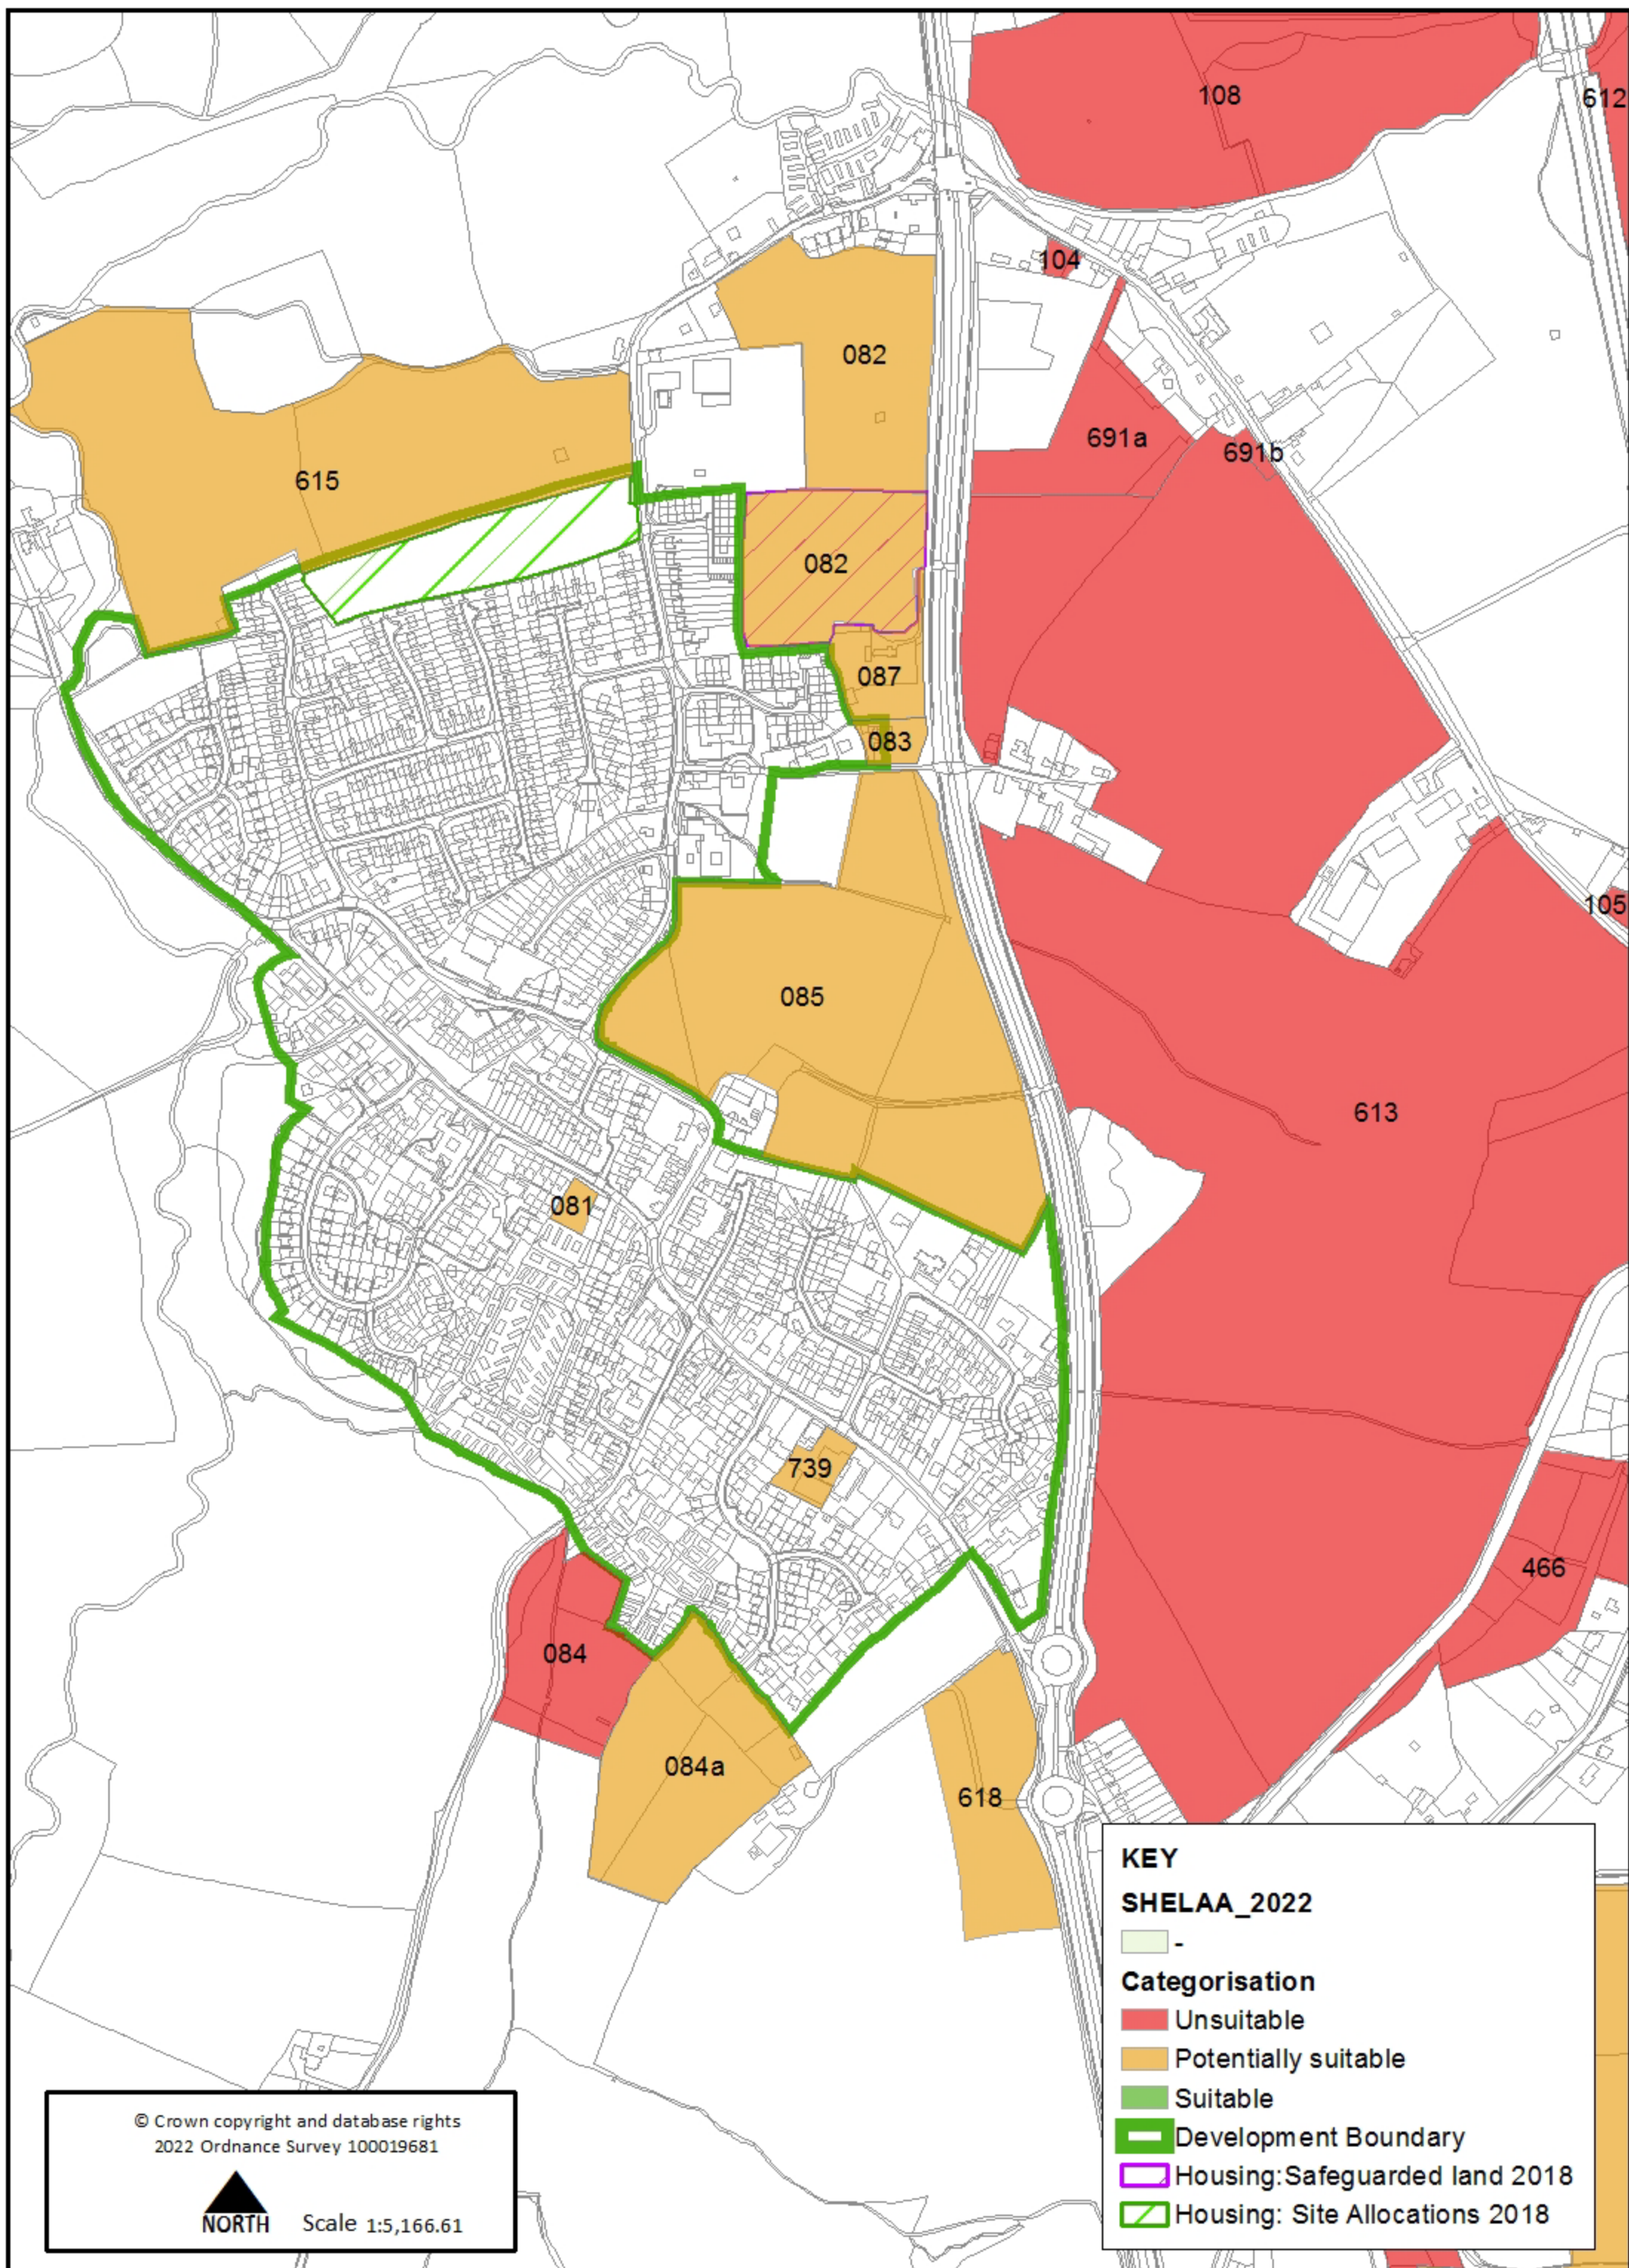 108
612
104
082
691a
691b
615
082
087
083
105
085
613
081
739
466
084
084a
618
KEY
SHELAA_2022
-
Categorisation
Unsuitable
Potentially suitable
Suitable
Development Boundary
Housing:Safeguarded land 2018
Housing: Site Allocations 2018
© Crown copyright and database rights
2022 Ordnance Survey 100019681
NORTH Scale 1:5,166.61